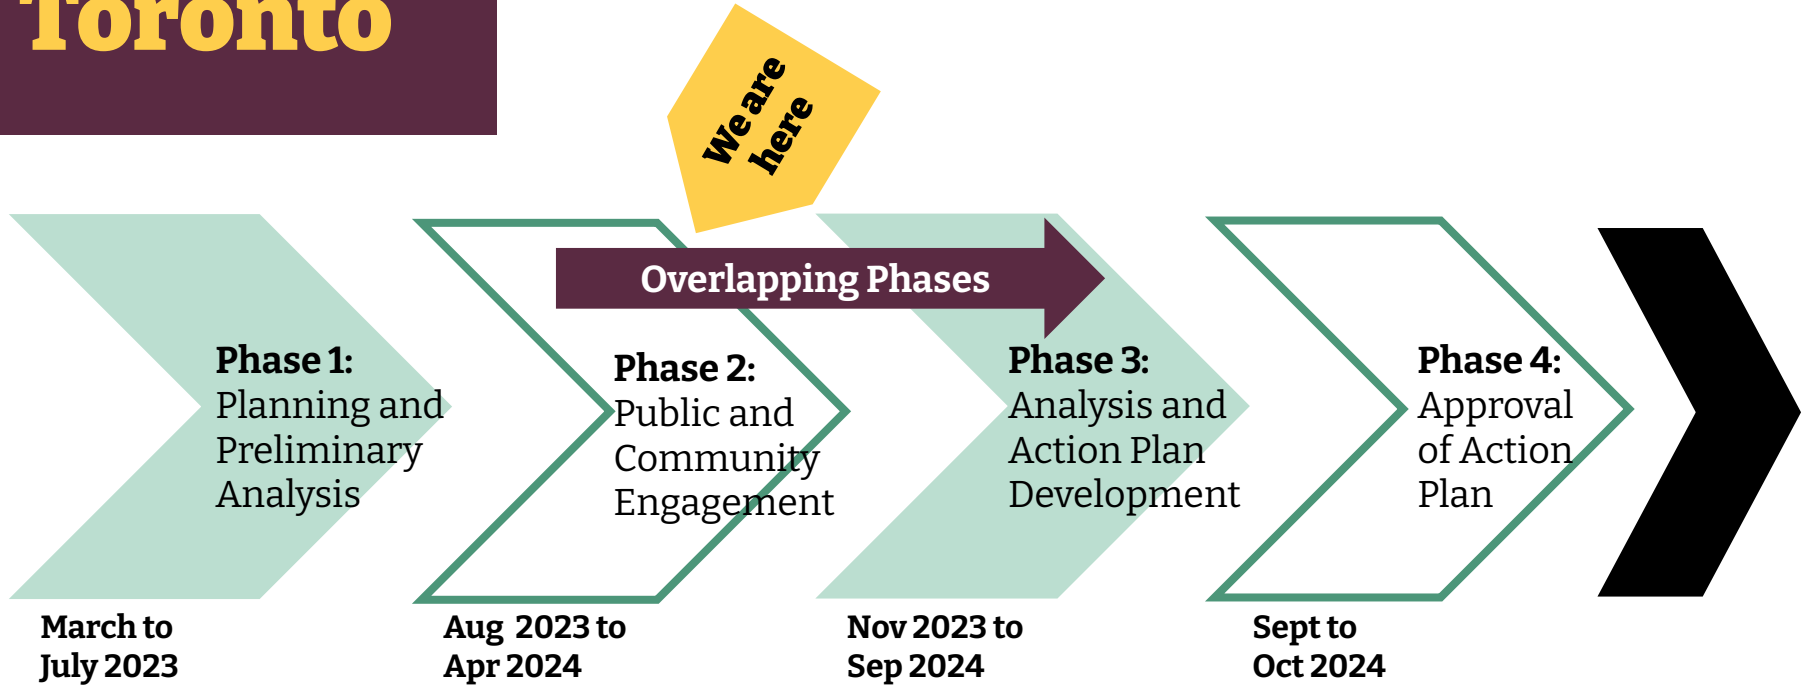 Toronto
We are
here
Overlapping Phases
Phase 1:
Planning and
Preliminary
Analysis
March to
July 2023
Phase 2:
Public and
Community
Engagement
Aug 2023 to
Apr 2024
Phase 3:
Analysis and
Action Plan
Development
Nov 2023 to
Sep 2024
Phase 4:
Approval
of Action
Plan
Sept to
Oct 2024